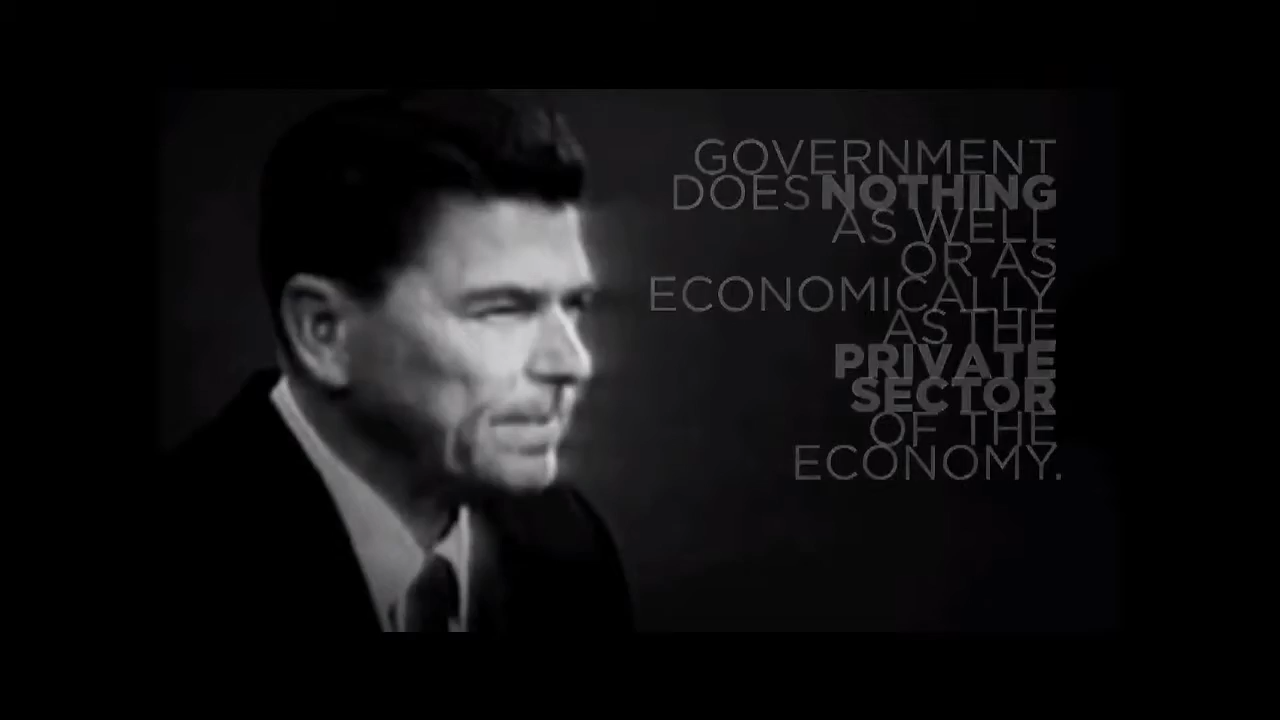 GOVERNMENT
DOES NOTHING
AS WELL
OR AS
ECONOMICALLY
AS THE
PRIVATE
SECTOR
OF THE
ECONOMY.